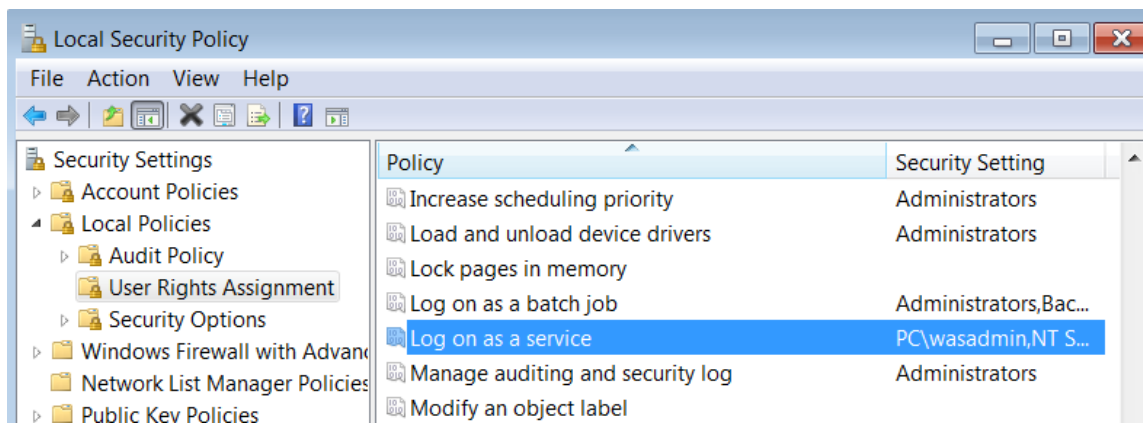 Local Security Policy
File Action View Help
Security Settings
Account Policies
Local Policies
Audit Policy
User Rights Assignment
Security Options
Windows Firewall with Advan
Network List Manager Policies
Public Key Policies
Policy Security Setting
Increase scheduling priority Administrators
Load and unload device drivers Administrators
Lock pages in memory
Log on as a batch job Administrators,Bac...
Log on as a service PC\wasadmin,NT S...
Manage auditing and security log Administrators
Modify an object label